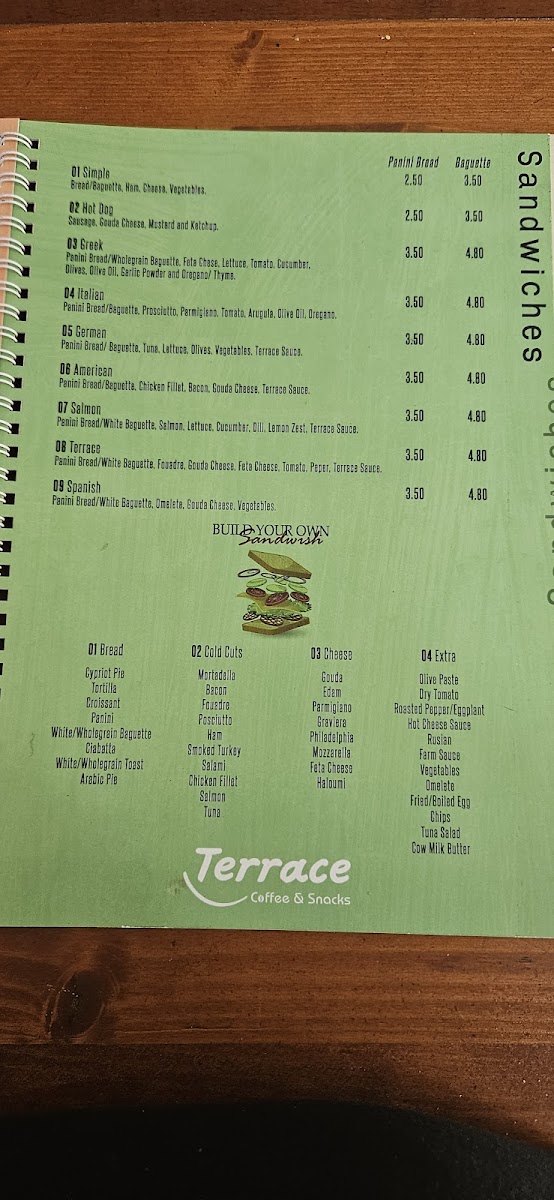 Sandwiches
Panini Bread Baguette
01 Simple 2.50 3.50
Bread/Baguette, Ham, Cheese, Vegetables.
02 Hot Dog 2.50 3.50
Sausage, Gouda Cheese, Mustard and Ketchup.
03 Greek 3.50 4.80
Panini Bread/Wholegrain Baguette, Feta Chese, Lettuce, Tomato, Cucumber,
Olives, Olive Oil, Garlic Powder and Oregano/ Thyme.
04 Italian 3.50 4.80
Panini Bread/Baguette, Prosciutto, Parmigiano, Tomato, Arugula, Olive Oil, Oregano.
05 German 3.50 4.80
Panini Bread/ Baguette, Tuna, Lettuce, Olives, Vegetables, Terrace Sauce.
06 American 3.50 4.80
Panini Bread/Baguette, Chicken Fillet, Bacon, Gouda Cheese, Terrace Sauce.
07 Salmon 3.50 4.80
Panini Bread/White Baguette, Salmon, Lettuce, Cucumber, Dill, Lemon Zest, Terrace Sauce.
08 Terrace 3.50 4.80
Panini Bread/White Baguette, Fouadre, Gouda Cheese, Feta Cheese, Tomato, Peper, Terrace Sauce.
09 Spanish 3.50 4.80
Panini Bread/White Baguette, Omelete, Gouda Cheese, Vegetables.
BUILD YOUR OWN
Sandwish
01 Bread
Cypriot Pie
Tortilla
Croissant
Panini
White/Wholegrain Baguette
Ciabatta
White/Wholegrain Toast
Arabic Pie
02 Cold Cuts
Mortadella
Bacon
Fouadre
Posciutto
Ham
Smoked Turkey
Salami
Chicken Fillet
Salmon
Tuna
03 Cheese
Gouda
Edam
Parmigiano
Graviera
Philadelphia
Mozzarella
Feta Cheese
Haloumi
04 Extra
Olive Paste
Dry Tomato
Roasted Pepper/Eggplant
Hot Cheese Sauce
Rusian
Farm Sauce
Vegetables
Omelete
Fried/Boiled Egg
Chips
Tuna Salad
Cow Milk Butter
Terrace
Coffee & Snacks